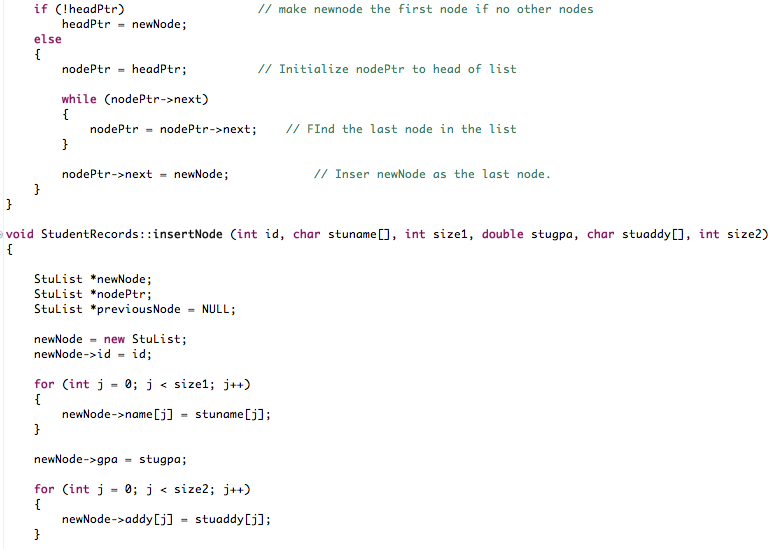 if (!headPtr)                   // make newnode the first node if no other nodes
    headPtr = newNode;
else
{
    nodePtr = headPtr;          // Initialize nodePtr to head of list

    while (nodePtr->next)
    {
        nodePtr = nodePtr->next;    // FInd the last node in the list
    }

    nodePtr->next = newNode;            // Inser newNode as the last node.
}
}

void StudentRecords::insertNode (int id, char stuname[], int size1, double stugpa, char stuaddy[], int size2)
{

    StuList *newNode;
    StuList *nodePtr;
    StuList *previousNode = NULL;

    newNode = new StuList;
    newNode->id = id;

    for (int j = 0; j < size1; j++)
    {
        newNode->name[j] = stuname[j];
    }

    newNode->gpa = stugpa;

    for (int j = 0; j < size2; j++)
    {
        newNode->addy[j] = stuaddy[j];
    }